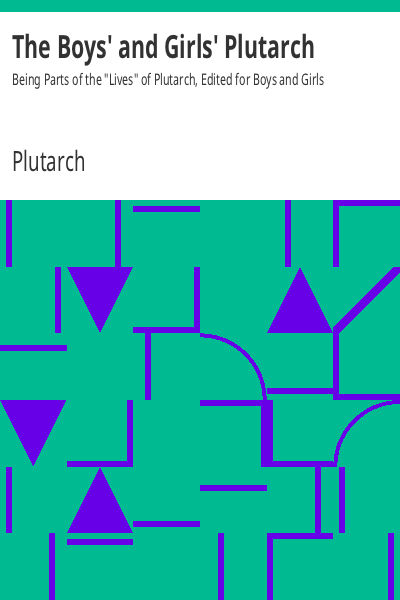 The Boys' and Girls' Plutarch
Being Parts of the "Lives" of Plutarch, Edited for Boys and Girls
Plutarch